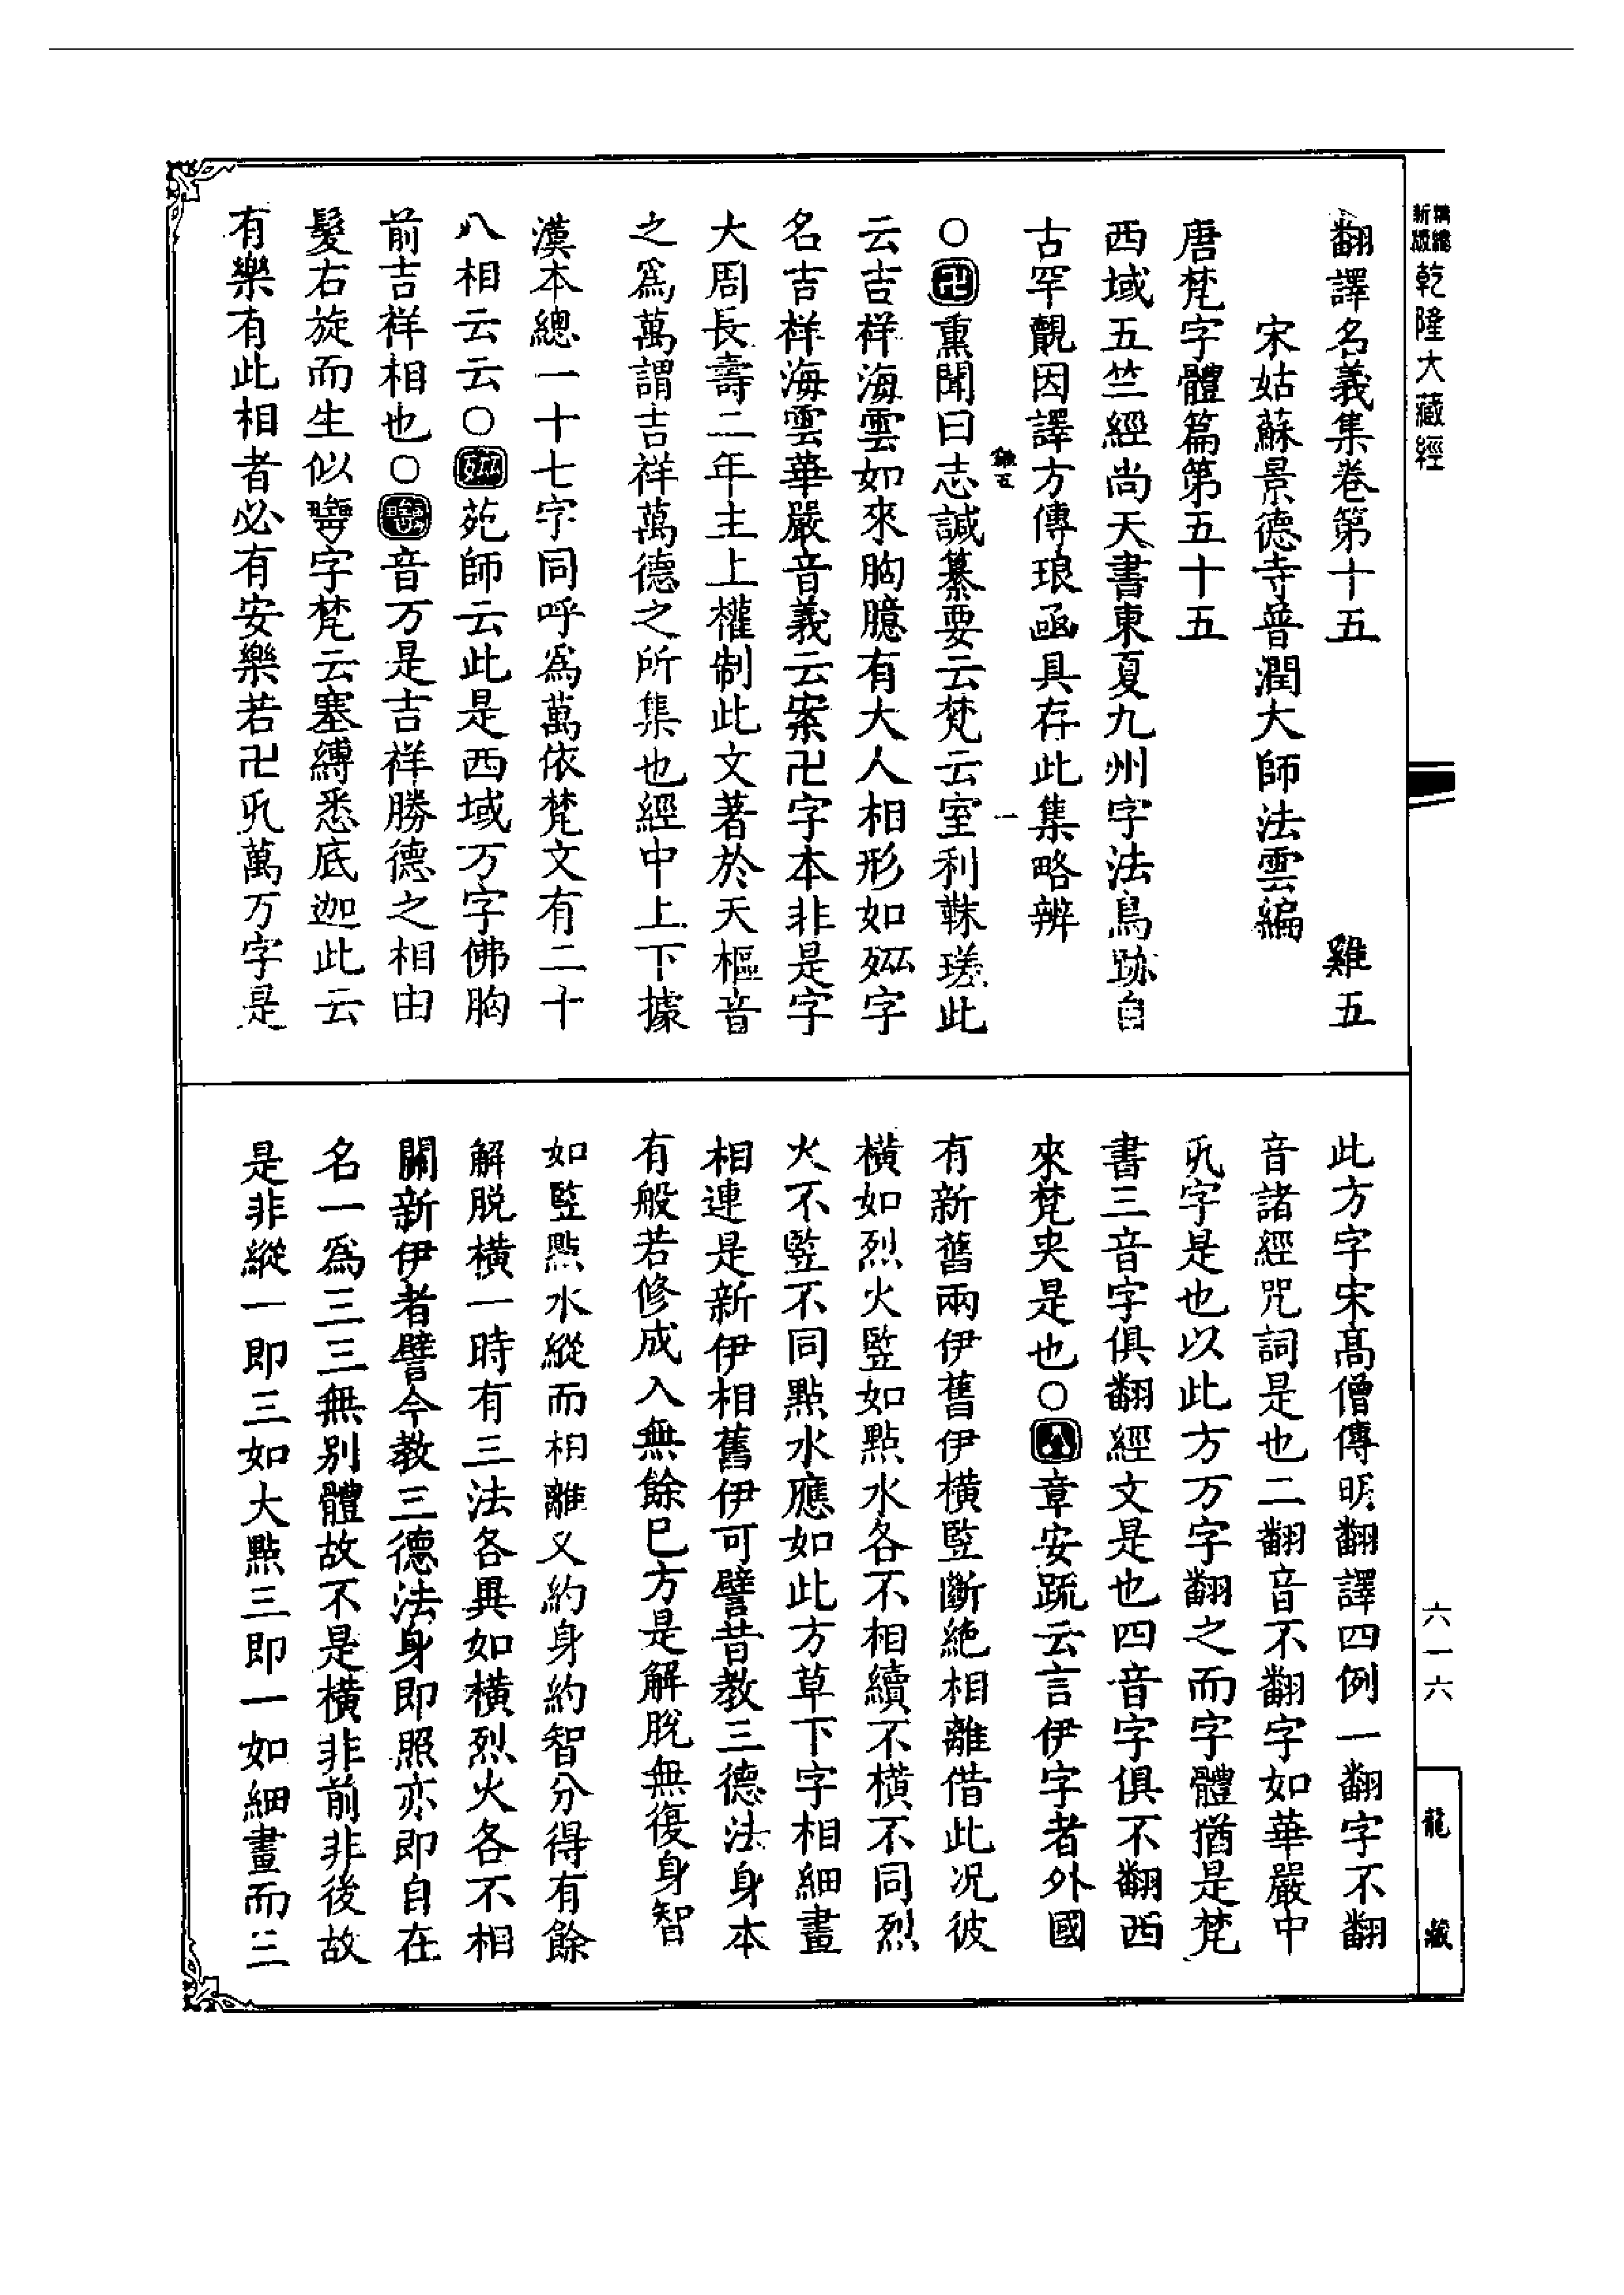 精縮
新版
乾隆大藏經
翻譯名義集卷第十五 雞五
宋姑蘇景德寺普潤大師法雲編
唐梵字體篇第五十五
西域五竺經尚天書東夏九州字法鳥跡自
古罕覿因譯方傳琅函具存此集略辨
雞五 一
○卍熏聞曰志誠纂要云梵云室利靺瑳此
云吉祥海雲如來胸臆有大人相形如字
名吉祥海雲華嚴音義云案卍字本非是字
大周長壽二年主上權制此文著於天樞音
之爲萬謂吉祥萬德之所集也經中上下據
漢本總一十七字同呼爲萬依梵文有二十
八相云云○苑師云此是西域万字佛胸
前吉祥相也○音万是吉祥勝德之相由
髮右旋而生似字梵云塞縛悉底迦此云
有樂有此相者必有安樂若卍卐萬万字是
此方字宋高僧傳明翻譯四例一翻字不翻
音諸經咒詞是也二翻音不翻字如華嚴中
卐字是也以此方万字翻之而字體猶是梵
書三音字俱翻經文是也四音字俱不翻西
來梵夾是也○章安疏云言伊字者外國
有新舊兩伊舊伊橫竪斷絶相離借此况彼
橫如烈火竪如點水各不相續不橫不同烈
火不竪不同點水應如此方草下字相細畫
相連是新伊相舊伊可譬昔教三德法身本
有般若修成入無餘已方是解脫無復身智
如竪點水縱而相離又約身約智分得有餘
解脱橫一時有三法各異如橫烈火各不相
關新伊者譬今教三德法身即照亦即自在
名一爲三三無別體故不是橫非前非後故
是非縱一即三如大點三即一如細畫而三
六一六
龍藏